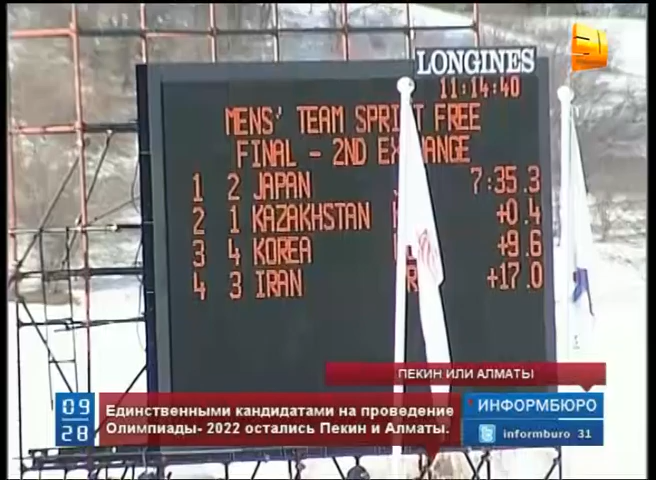 LONGINES
11:14:40
MENS' TEAM SPRINT FREE
FINAL - 2ND EXCHANGE
1 2 JAPAN 7:35.3
2 1 KAZAKHSTAN +0.4
3 4 KOREA +9.6
4 3 IRAN +17.0
ПЕКИН ИЛИ АЛМАТЫ
09
28
Единственными кандидатами на проведение
Олимпиады- 2022 остались Пекин и Алматы.
ИНФОРМБЮРО
informburo 31